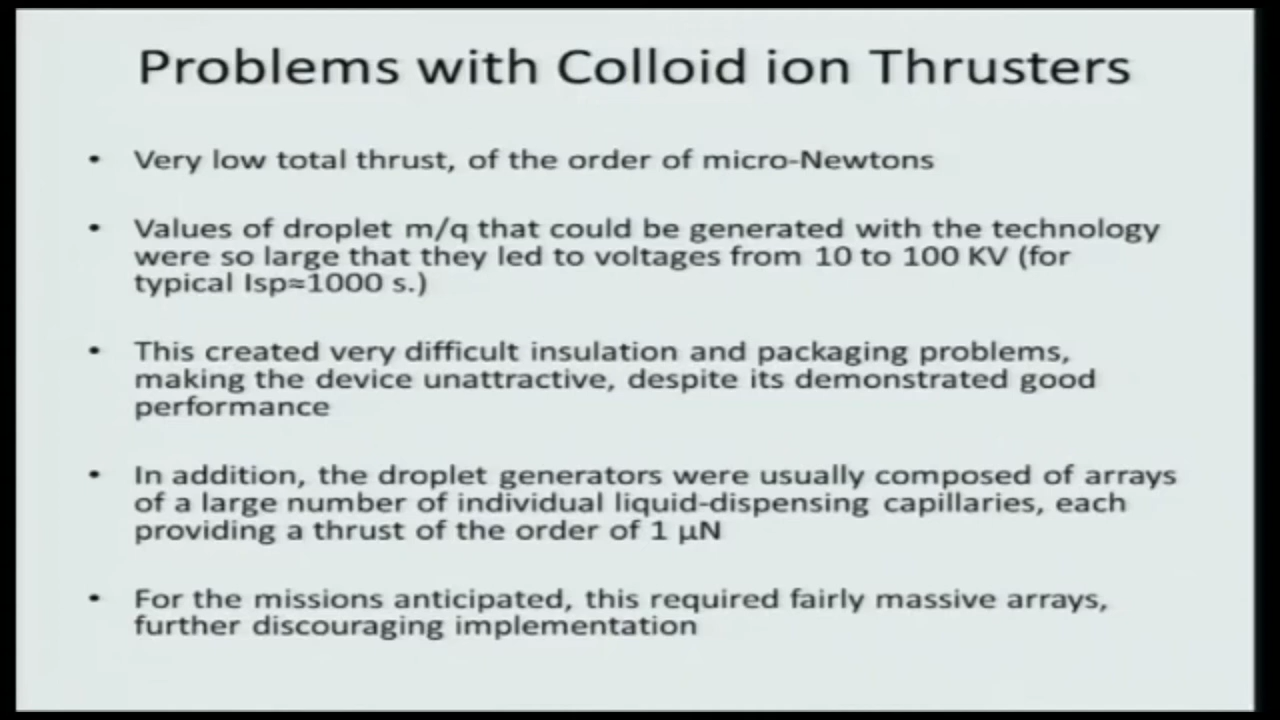 Problems with Colloid ion Thrusters
• Very low total thrust, of the order of micro-Newtons
• Values of droplet m/q that could be generated with the technology
were so large that they led to voltages from 10 to 100 KV (for
typical Isp≈1000 s.)
• This created very difficult insulation and packaging problems,
making the device unattractive, despite its demonstrated good
performance
• In addition, the droplet generators were usually composed of arrays
of a large number of individual liquid-dispensing capillaries, each
providing a thrust of the order of 1 µN
• For the missions anticipated, this required fairly massive arrays,
further discouraging implementation